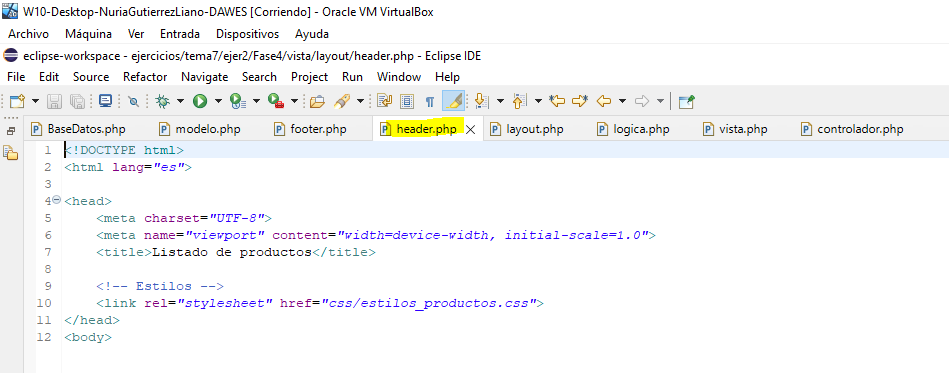 W10-Desktop-NuriaGutierrezLiano-DAWES [Corriendo] - Oracle VM VirtualBox
Archivo Máquina Ver Entrada Dispositivos Ayuda
eclipse-workspace - ejercicios/tema7/ejer2/Fase4/vista/layout/header.php - Eclipse IDE
File Edit Source Refactor Navigate Search Project Run Window Help
BaseDatos.php modelo.php footer.php header.php layout.php logica.php vista.php controlador.php
1 <!DOCTYPE html>
2 <html lang="es">
3
4 <head>
5 <meta charset="UTF-8">
6 <meta name="viewport" content="width=device-width, initial-scale=1.0">
7 <title>Listado de productos</title>
8
9 <!-- Estilos -->
10 <link rel="stylesheet" href="css/estilos_productos.css">
11 </head>
12 <body>